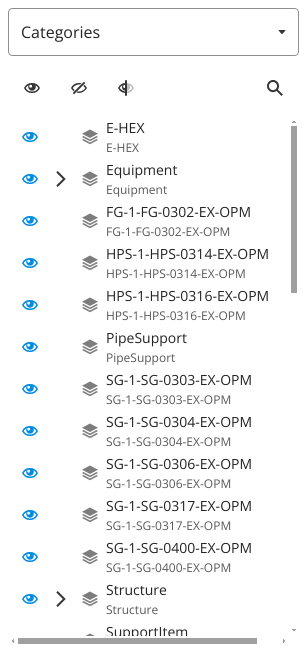 Categories
E-HEX
E-HEX
Equipment
Equipment
FG-1-FG-0302-EX-OPM
FG-1-FG-0302-EX-OPM
HPS-1-HPS-0314-EX-OPM
HPS-1-HPS-0314-EX-OPM
HPS-1-HPS-0316-EX-OPM
HPS-1-HPS-0316-EX-OPM
PipeSupport
PipeSupport
SG-1-SG-0303-EX-OPM
SG-1-SG-0303-EX-OPM
SG-1-SG-0304-EX-OPM
SG-1-SG-0304-EX-OPM
SG-1-SG-0306-EX-OPM
SG-1-SG-0306-EX-OPM
SG-1-SG-0317-EX-OPM
SG-1-SG-0317-EX-OPM
SG-1-SG-0400-EX-OPM
SG-1-SG-0400-EX-OPM
Structure
Structure
SupportItem